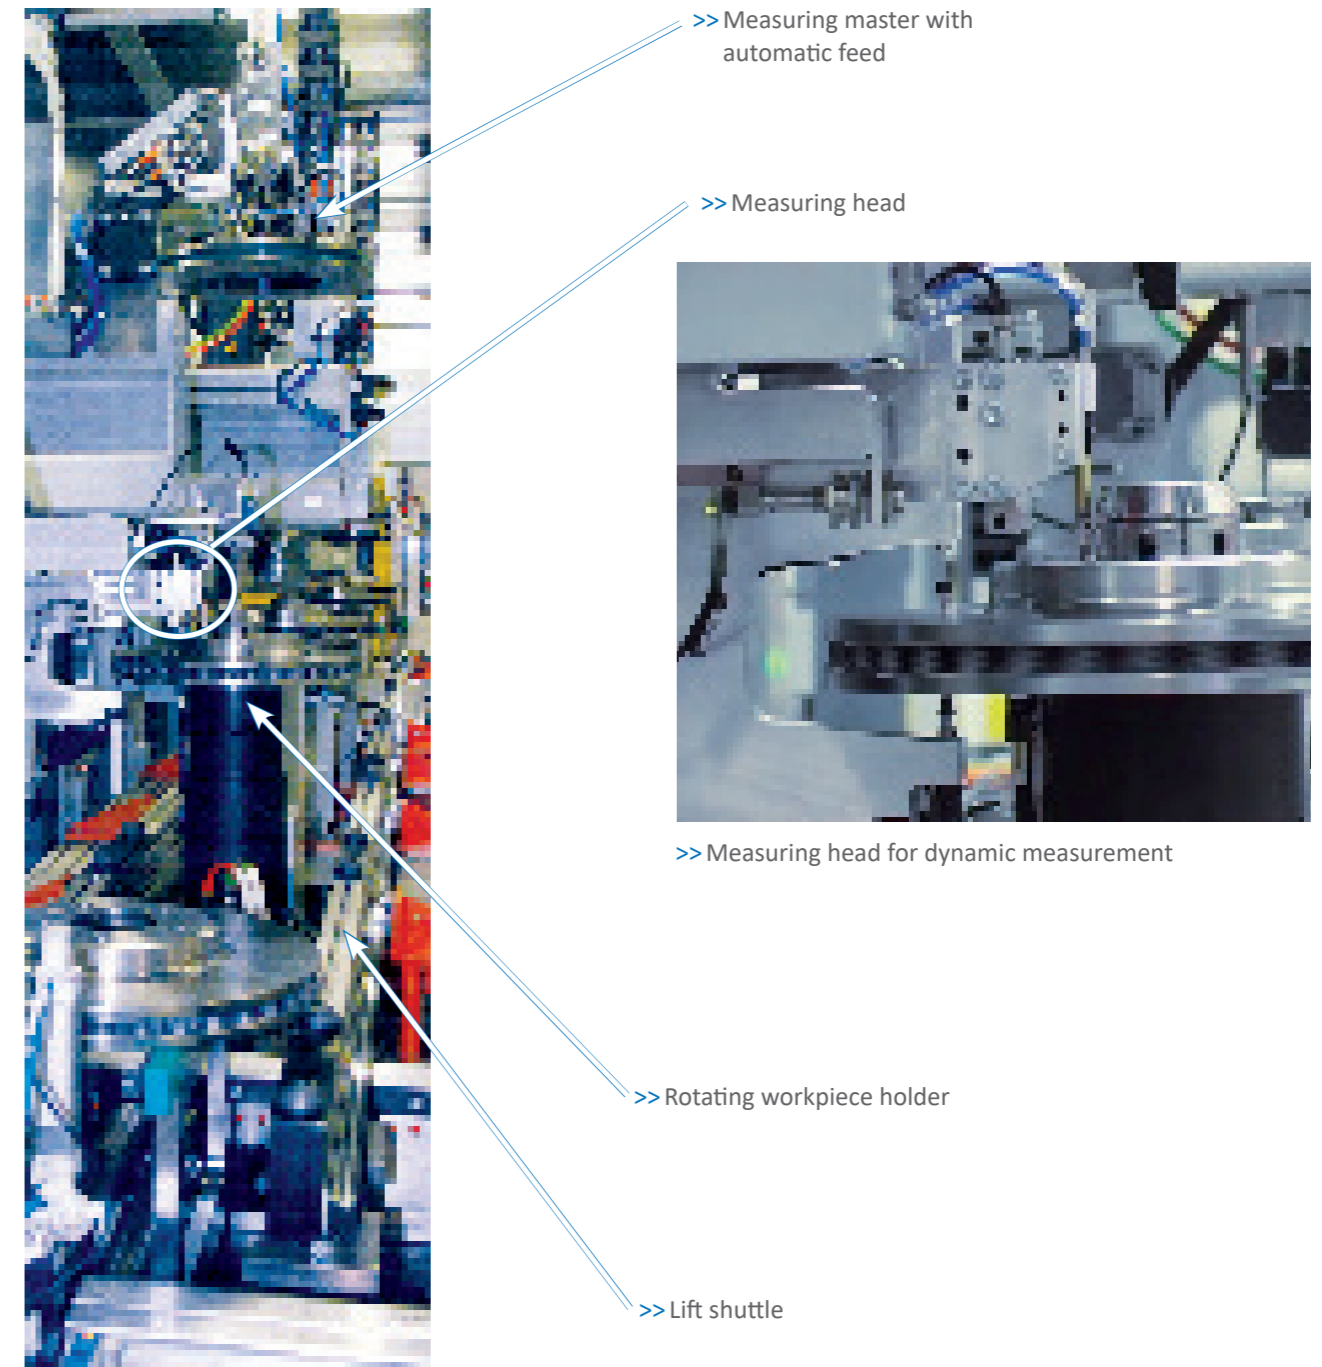 >> Measuring master with
automatic feed
>> Measuring head
>> Measuring head for dynamic measurement
>> Rotating workpiece holder
>> Lift shuttle